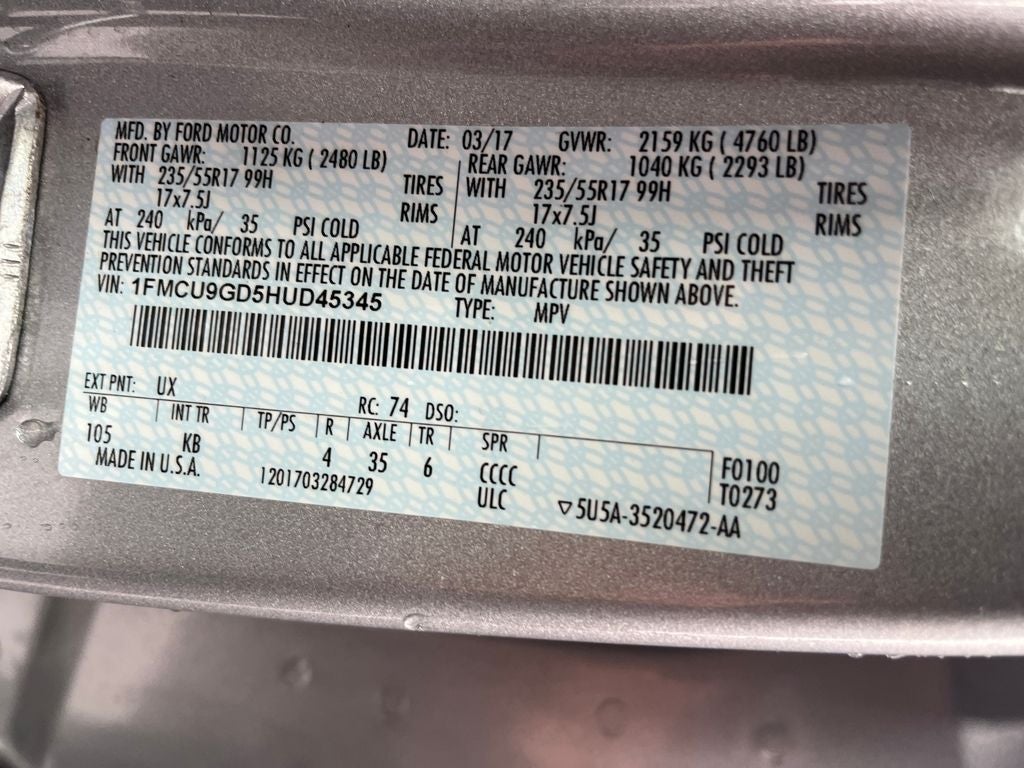 MFD. BY FORD MOTOR CO. DATE: 03/17 GVWR: 2159 KG ( 4760 LB)
FRONT GAWR: 1125 KG ( 2480 LB) REAR GAWR: 1040 KG ( 2293 LB)
WITH 235/55R17 99H TIRES WITH 235/55R17 99H TIRES
17x7.5J RIMS 17x7.5J RIMS
AT 240 kPa/ 35 PSI COLD AT 240 kPa/ 35 PSI COLD
THIS VEHICLE CONFORMS TO ALL APPLICABLE FEDERAL MOTOR VEHICLE SAFETY AND THEFT
PREVENTION STANDARDS IN EFFECT ON THE DATE OF MANUFACTURE SHOWN ABOVE.
VIN: 1FMCU9GD5HUD45345 TYPE: MPV
EXT PNT: UX RC: 74 DSO:
WB INT TR TP/PS R AXLE TR SPR
105 KB 4 35 6 CCCC F0100
MADE IN U.S.A. 1201703284729 ULC T0273
▽5U5A-3520472-AA